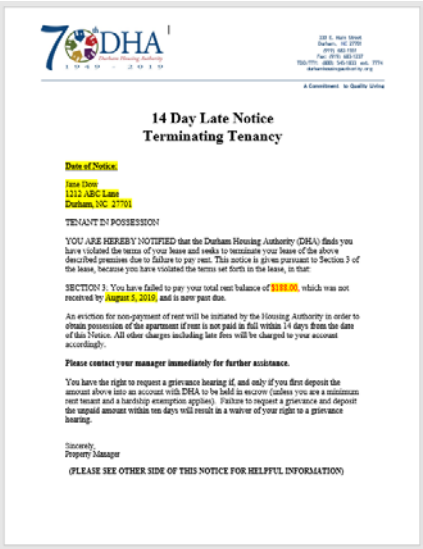 70th DHA
Durham Housing Authority
1949 - 2019
330 E. Main Street
Durham, NC 27701
durhamhousingauthority.org
A Commitment to Quality Living
14 Day Late Notice
Terminating Tenancy
Date of Notice:
Jane Dow
1212 ABC Lane
Durham, NC 27701
TENANT IN POSSESSION
YOU ARE HEREBY NOTIFIED that the Durham Housing Authority (DHA) finds you
have violated the terms of your lease and seeks to terminate your lease of the above
described premises due to failure to pay rent. This notice is given pursuant to Section 3 of
the lease, because you have violated the terms set forth in the lease, in that:
SECTION 3: You have failed to pay your total rent balance of $188.00, which was not
received by August 5, 2019, and is now past due.
An eviction for non-payment of rent will be initiated by the Housing Authority in order to
obtain possession of the apartment if rent is not paid in full within 14 days from the date
of this Notice. All other charges including late fees will be charged to your account
accordingly.
Please contact your manager immediately for further assistance.
You have the right to request a grievance hearing if, and only if you first deposit the
amount above into an account with DHA to be held in escrow (unless you are a minimum
rent tenant and a hardship exemption applies). Failure to request a grievance and deposit
the unpaid amount within ten days will result in a waiver of your right to a grievance
hearing.
Sincerely,
Property Manager
(PLEASE SEE OTHER SIDE OF THIS NOTICE FOR HELPFUL INFORMATION)